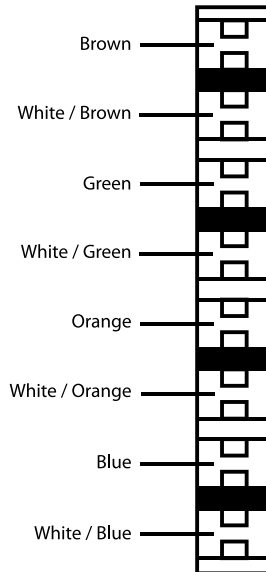 Brown
White / Brown
Green
White / Green
Orange
White / Orange
Blue
White / Blue